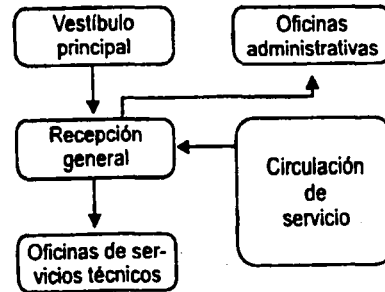 Vestíbulo
principal
Oficinas
administrativas
Recepción
general
Circulación
de
servicio
Oficinas de ser-
vicios técnicos